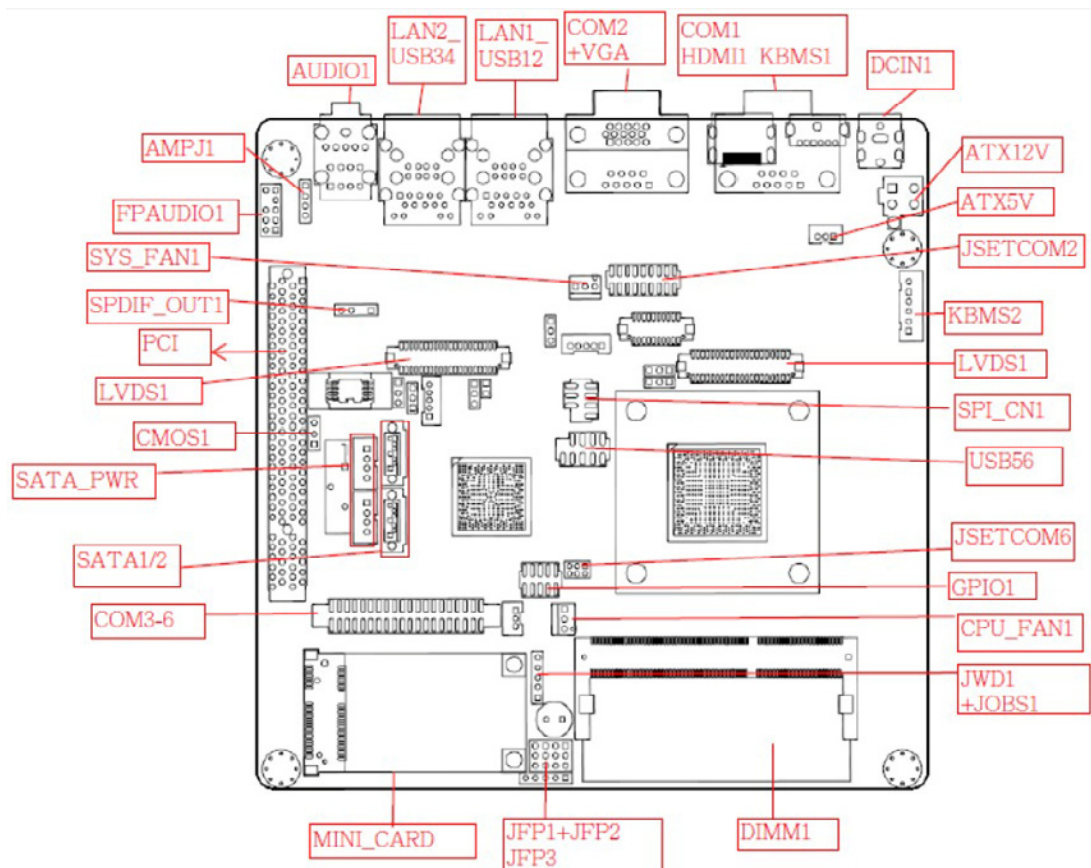 LAN2_
USB34
LAN1_
USB12
COM2
+VGA
COM1
HDMI1 KBMS1
DCIN1
AUDIO1
AMPJ1
FPAUDIO1
SYS_FAN1
SPDIF_OUT1
PCI
LVDS1
CMOS1
SATA_PWR
SATA1/2
COM3-6
MINI_CARD
JFP1+JFP2
JFP3
DIMM1
ATX12V
ATX5V
JSETCOM2
KBMS2
LVDS1
SPI_CN1
USB56
JSETCOM6
GPIO1
CPU_FAN1
JWD1
+JOBS1